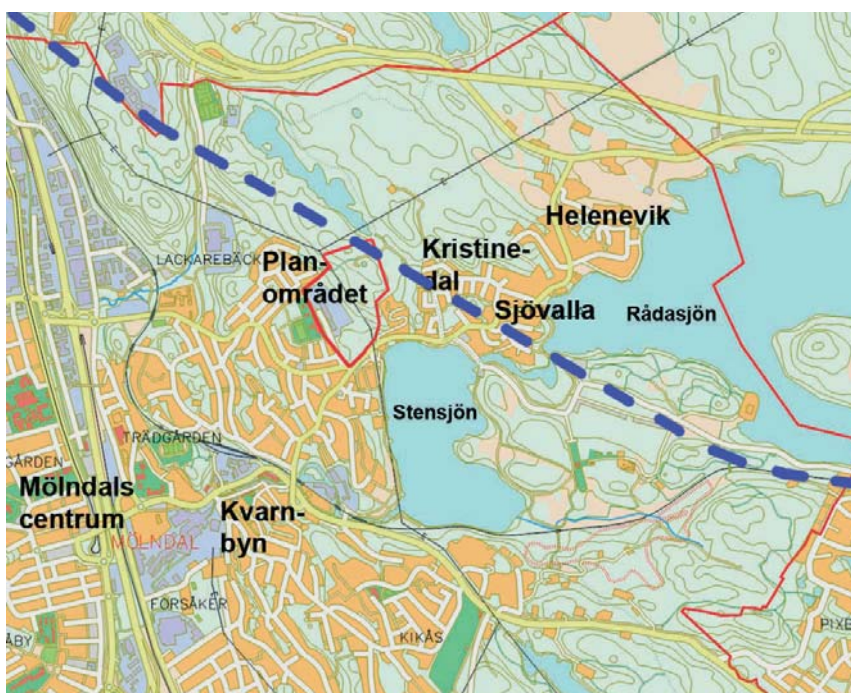 Helenevik
Kristine-
dal
LACKAREBÄCK
Plan-
området
Sjövalla
Rådasjön
Stensjön
TRÄDGÅRDEN
GÅRDEN
Mölndals
centrum
Kvarn-
byn
MÖLNDAL
FORSÅKER
KIKÅS
PIXB
ÅBY